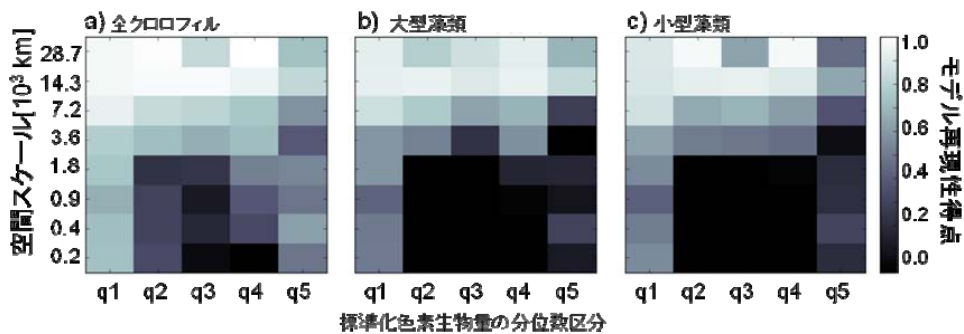 a) 全クロロフィル
b) 大型藻類
c) 小型藻類
空間スケール[10³ km]
28.7
14.3
7.2
3.6
1.8
0.9
0.4
0.2
q1 q2 q3 q4 q5
q1 q2 q3 q4 q5
q1 q2 q3 q4 q5
標準化色素生物量の分位数区分
1.0
0.8
0.6
0.4
0.2
0.0
モデル再現性得点